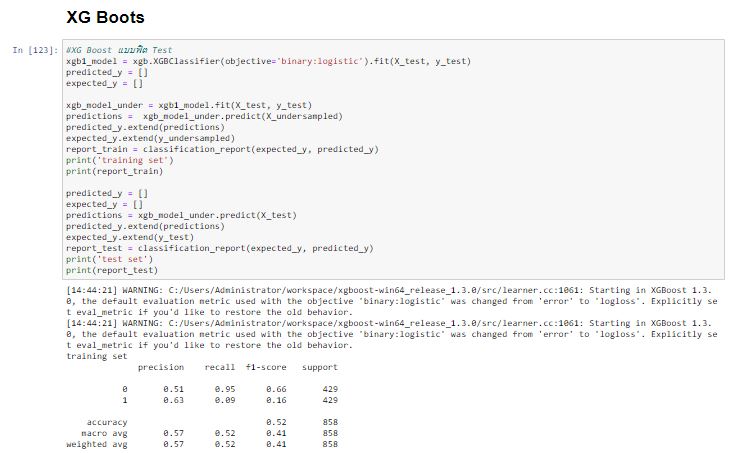 XG Boots
In [123]: #XG Boost แบบฟิต Test
xgb1_model = xgb.XGBClassifier(objective='binary:logistic').fit(X_test, y_test)
predicted_y = []
expected_y = []
xgb_model_under = xgb1_model.fit(X_test, y_test)
predictions =  xgb_model_under.predict(X_undersampled)
predicted_y.extend(predictions)
expected_y.extend(y_undersampled)
report_train = classification_report(expected_y, predicted_y)
print('training set')
print(report_train)
predicted_y = []
expected_y = []
predictions = xgb_model_under.predict(X_test)
predicted_y.extend(predictions)
expected_y.extend(y_test)
report_test = classification_report(expected_y, predicted_y)
print('test set')
print(report_test)
[14:44:21] WARNING: C:/Users/Administrator/workspace/xgboost-win64_release_1.3.0/src/learner.cc:1061: Starting in XGBoost 1.3.
0, the default evaluation metric used with the objective 'binary:logistic' was changed from 'error' to 'logloss'. Explicitly se
t eval_metric if you'd like to restore the old behavior.
[14:44:21] WARNING: C:/Users/Administrator/workspace/xgboost-win64_release_1.3.0/src/learner.cc:1061: Starting in XGBoost 1.3.
0, the default evaluation metric used with the objective 'binary:logistic' was changed from 'error' to 'logloss'. Explicitly se
t eval_metric if you'd like to restore the old behavior.
training set
precision recall f1-score support
0 0.51 0.95 0.66 429
1 0.63 0.09 0.16 429
accuracy 0.52 858
macro avg 0.57 0.52 0.41 858
weighted avg 0.57 0.52 0.41 858